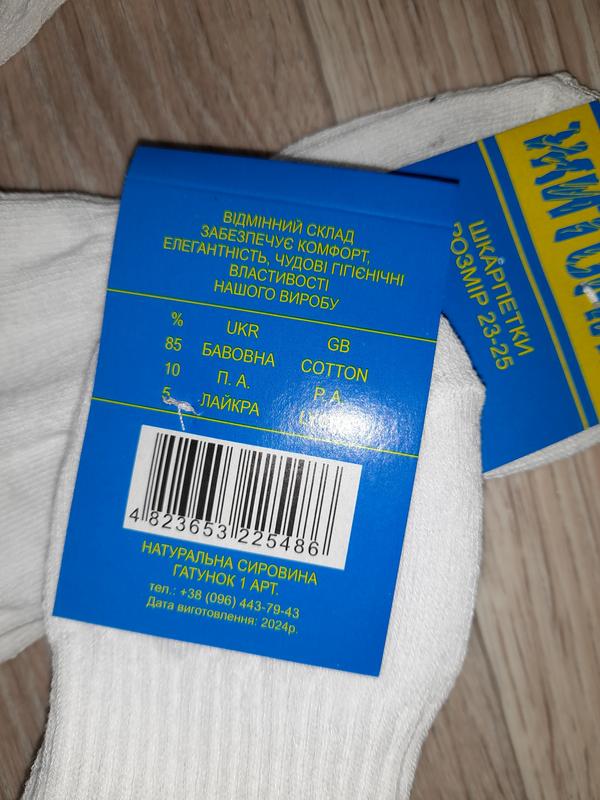 ВІДМІННИЙ СКЛАД
ЗАБЕЗПЕЧУЄ КОМФОРТ,
ЕЛЕГАНТНІСТЬ, ЧУДОВІ ГІГІЄНІЧНІ
ВЛАСТИВОСТІ
НАШОГО ВИРОБУ
% UKR GB
85 БАВОВНА COTTON
10 П. А. P. A.
5 ЛАЙКРА
4 823653 225486
НАТУРАЛЬНА СИРОВИНА
ГАТУНОК 1 АРТ.
тел.: +38 (096) 443-79-43
Дата виготовлення: 2024р.
ШКАРПЕТКИ
РОЗМІР 23-25